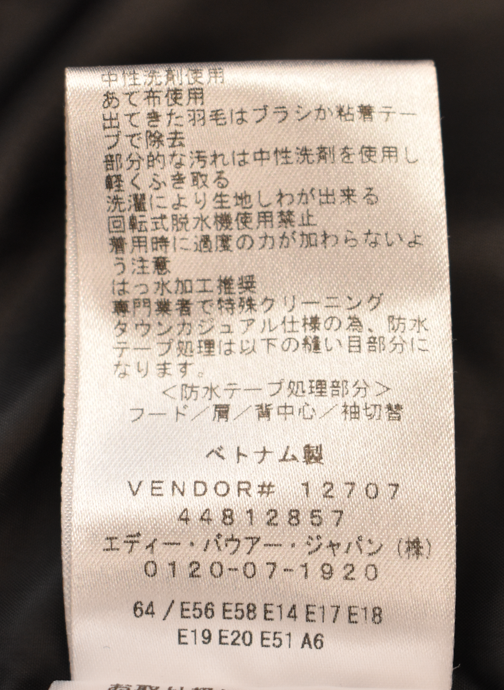 中性洗剤使用
あて布使用
出てきた羽毛はブラシか粘着テー
プで除去
部分的な汚れは中性洗剤を使用し
軽くふき取る
洗濯により生地しわが出来る
回転式脱水機使用禁止
着用時に過度の力が加わらないよ
う注意
はっ水加工推奨
専門業者で特殊クリーニング
タウンカジュアル仕様の為、防水
テープ処理は以下の縫い目部分に
なります。
＜防水テープ処理部分＞
フード／肩／背中心／袖切替
ベトナム製
VENDOR# 12707
44812857
エディー・バウアー・ジャパン（株）
0120-07-1920
64 / E56 E58 E14 E17 E18
E19 E20 E51 A6